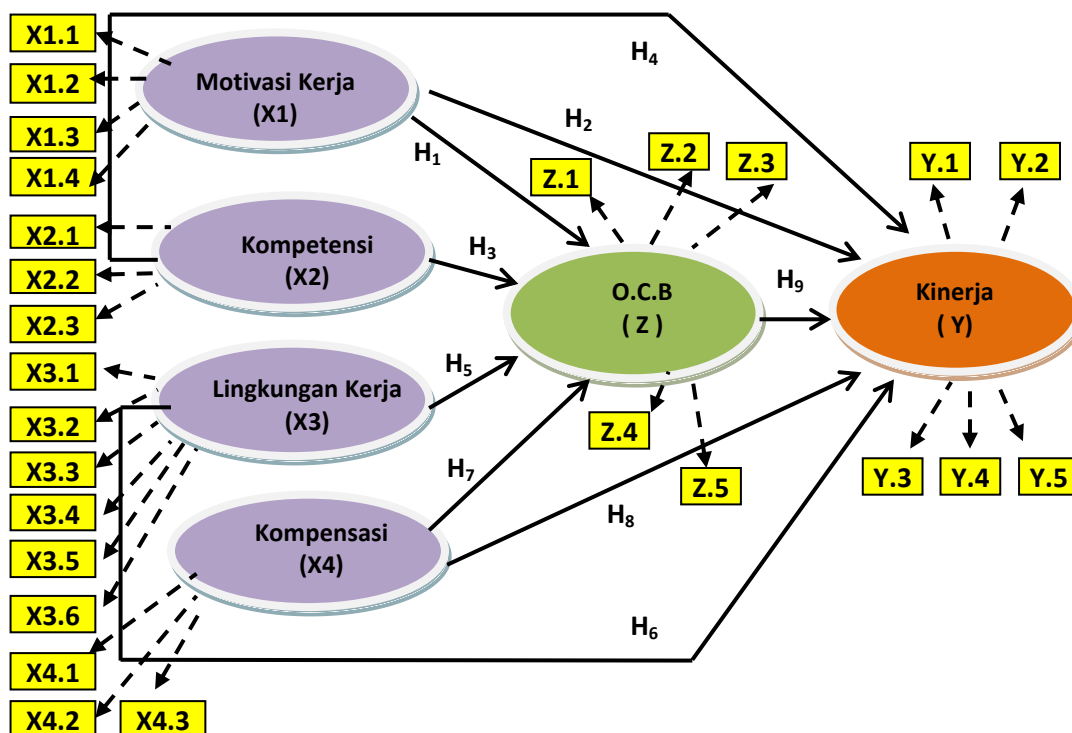 X1.1
X1.2
X1.3
X1.4
Motivasi Kerja
(X1)
H4
H2
H1
Z.1
Z.2
Z.3
Y.1
Y.2
X2.1
X2.2
X2.3
Kompetensi
(X2)
H3
O.C.B
( Z )
H9
Kinerja
( Y)
X3.1
X3.2
X3.3
X3.4
X3.5
X3.6
Lingkungan Kerja
(X3)
H5
Z.4
Z.5
Y.3
Y.4
Y.5
H7
H8
Kompensasi
(X4)
H6
X4.1
X4.2
X4.3